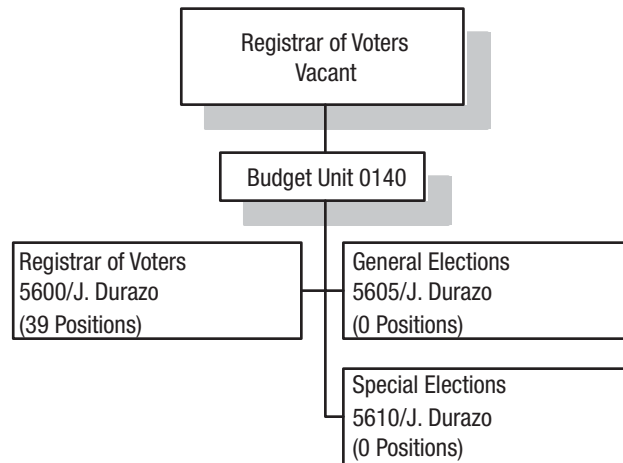 Registrar of Voters
Vacant
Budget Unit 0140
Registrar of Voters
5600/J. Durazo
(39 Positions)
General Elections
5605/J. Durazo
(0 Positions)
Special Elections
5610/J. Durazo
(0 Positions)